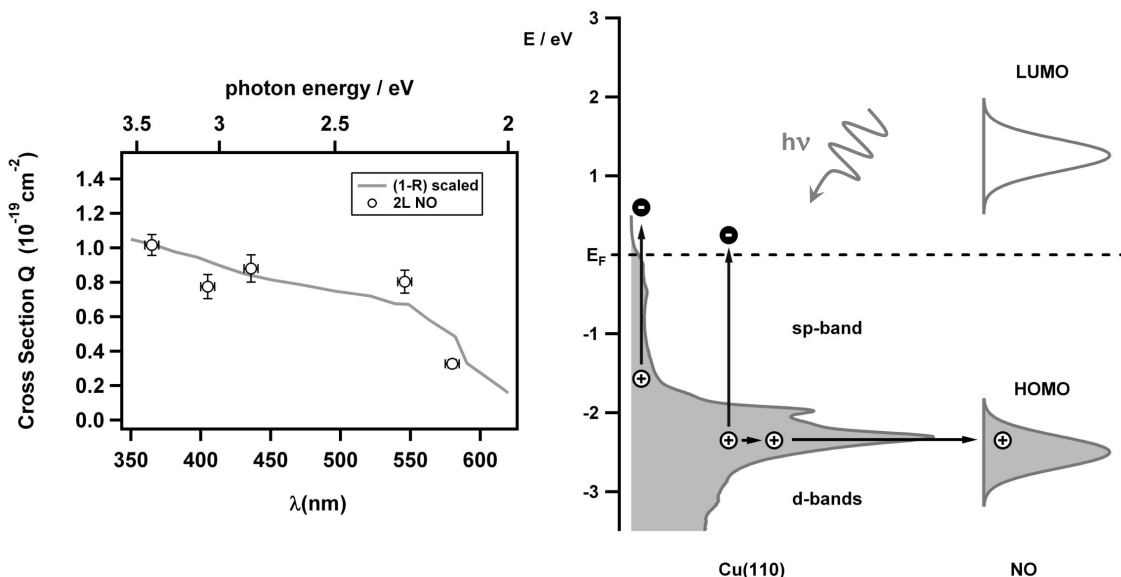 photon energy / eV
3.5
3
2.5
2
Cross Section Q (10⁻¹⁹ cm⁻²)
1.4
1.2
1.0
0.8
0.6
0.4
0.2
0.0
(1-R) scaled
2L NO
350
400
450
500
550
600
λ(nm)
E / eV
3
2
1
E_F
-1
-2
-3
LUMO
hν
-
-
sp-band
HOMO
+
+
+
+
d-bands
Cu(110)
NO